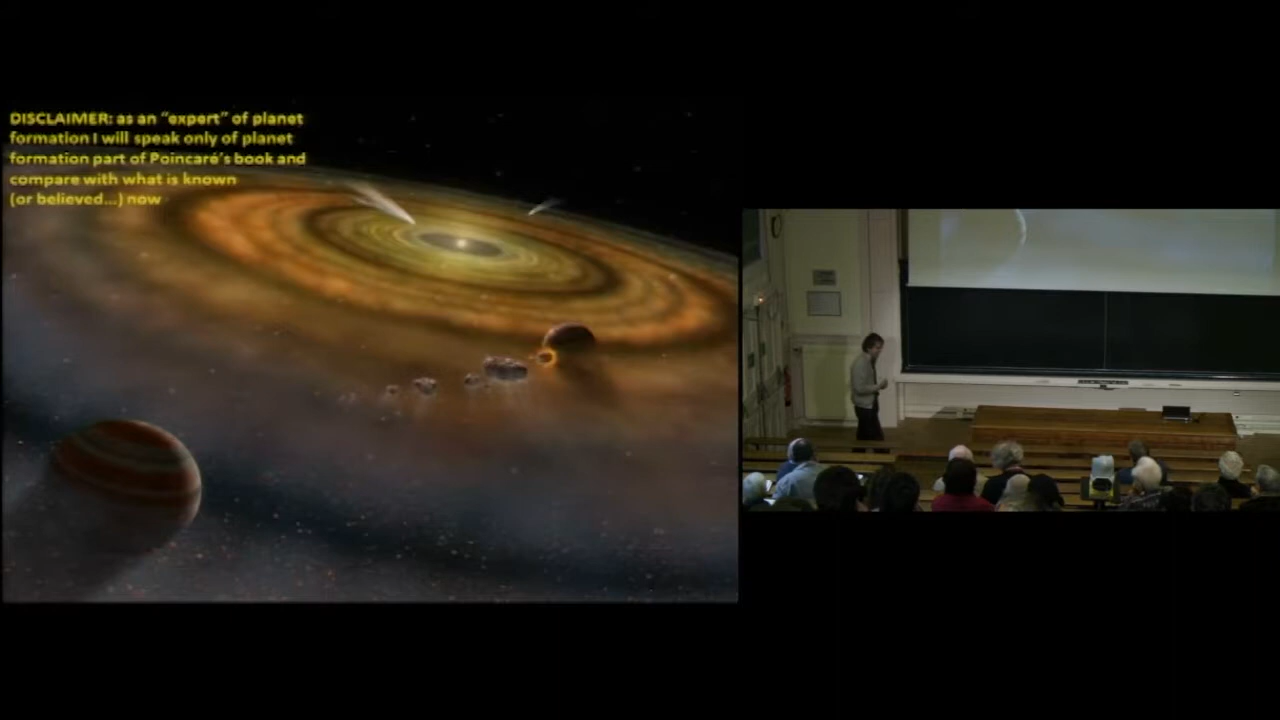 DISCLAIMER: as an "expert" of planet
formation I will speak only of planet
formation part of Poincaré's book and
compare with what is known
(or believed...) now